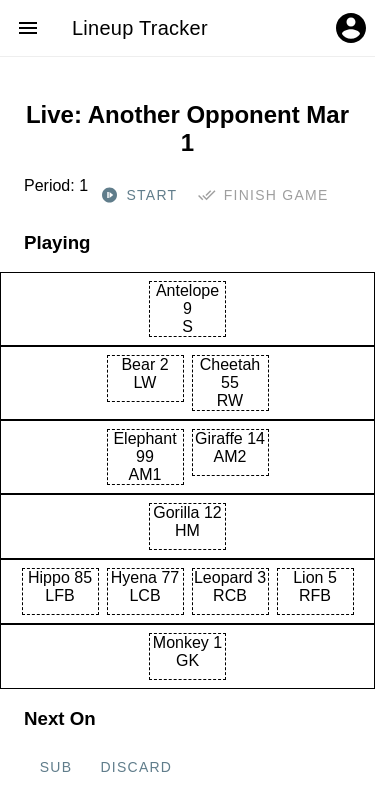 Lineup Tracker
Live: Another Opponent Mar
1
Period: 1 START FINISH GAME
Playing
Antelope
9
S
Bear 2
LW
Cheetah
55
RW
Elephant
99
AM1
Giraffe 14
AM2
Gorilla 12
HM
Hippo 85
LFB
Hyena 77
LCB
Leopard 3
RCB
Lion 5
RFB
Monkey 1
GK
Next On
SUB DISCARD